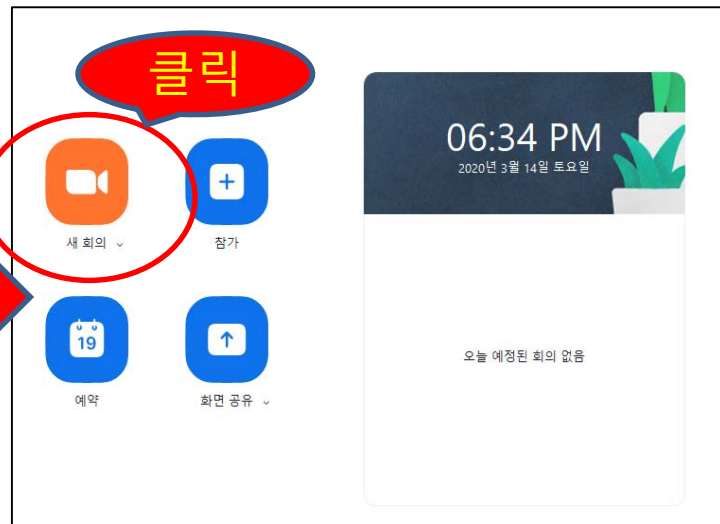 클릭
06:34 PM
2020년 3월 14일 토요일
새 회의
참가
19
오늘 예정된 회의 없음
예약
화면 공유